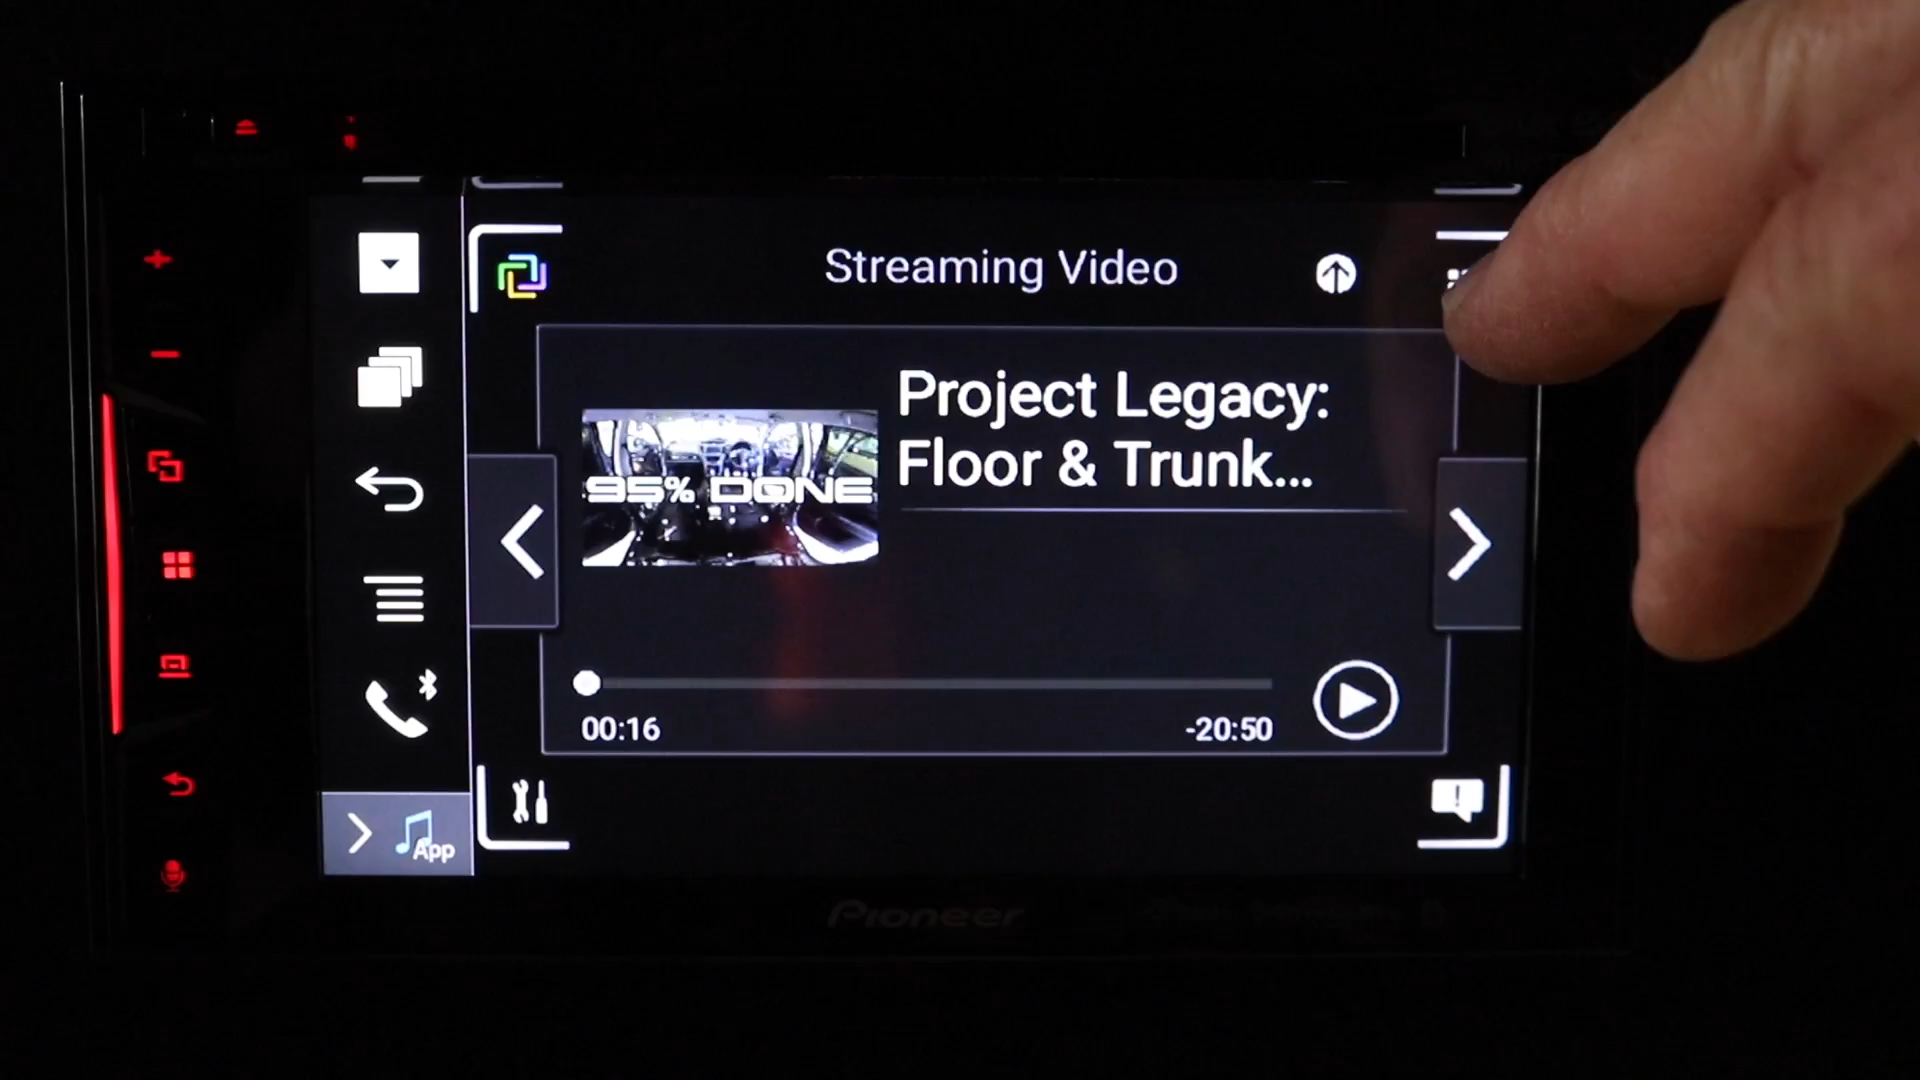 Streaming Video
Project Legacy:
Floor & Trunk...
95% DONE
00:16
-20:50
App
Pioneer